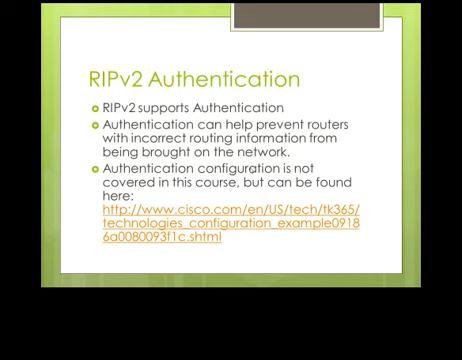 RIPv2 Authentication
RIPv2 supports Authentication
Authentication can help prevent routers
with incorrect routing information from
being brought on the network.
Authentication configuration is not
covered in this course, but can be found
here:
http://www.cisco.com/en/US/tech/tk365/
technologies_configuration_example0918
6a0080093f1c.shtml